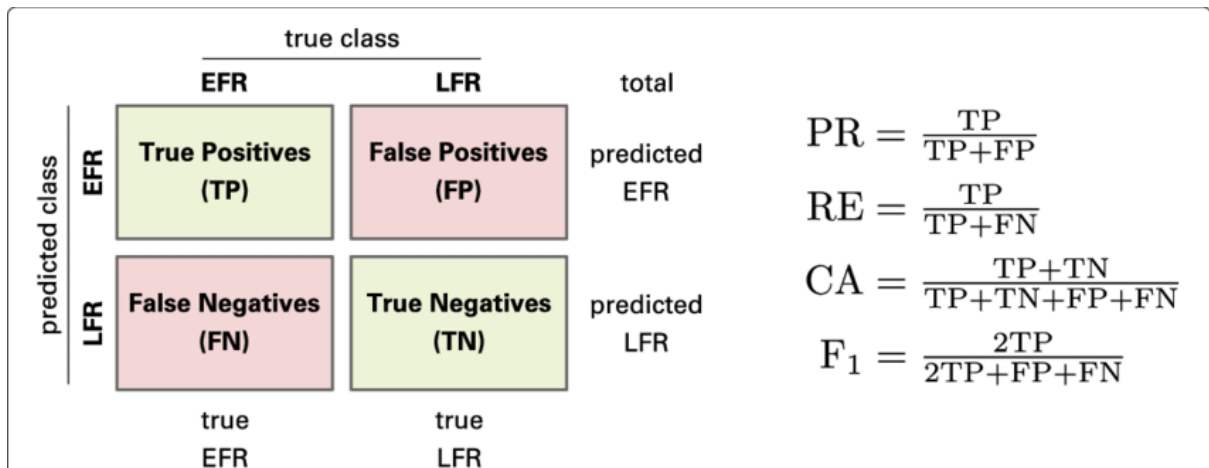 true class
EFR LFR total
predicted class
EFR
True Positives
(TP)
False Positives
(FP)
predicted
EFR
LFR
False Negatives
(FN)
True Negatives
(TN)
predicted
LFR
true
EFR
true
LFR
PR = TP/(TP+FP)
RE = TP/(TP+FN)
CA = (TP+TN)/(TP+TN+FP+FN)
F₁ = 2TP/(2TP+FP+FN)